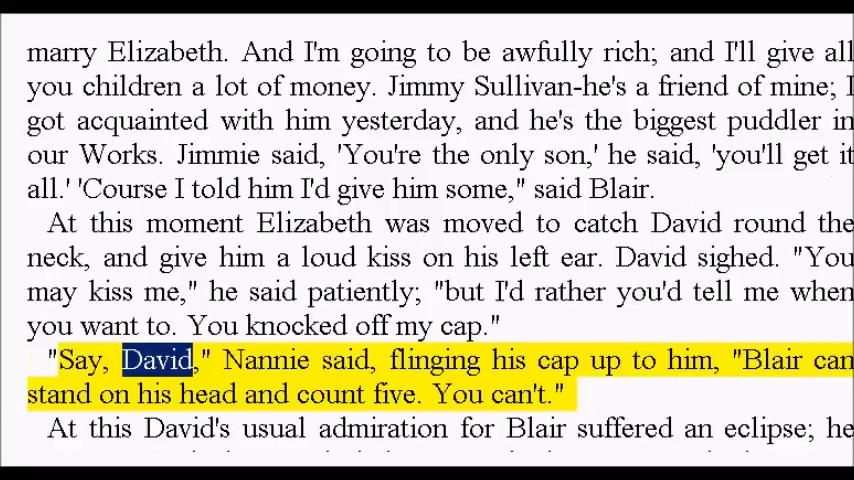 marry Elizabeth. And I'm going to be awfully rich; and I'll give all
you children a lot of money. Jimmy Sullivan-he's a friend of mine; I
got acquainted with him yesterday, and he's the biggest puddler in
our Works. Jimmie said, 'You're the only son,' he said, 'you'll get it
all.' 'Course I told him I'd give him some," said Blair.
At this moment Elizabeth was moved to catch David round the
neck, and give him a loud kiss on his left ear. David sighed. "You
may kiss me," he said patiently; "but I'd rather you'd tell me when
you want to. You knocked off my cap."
"Say, David," Nannie said, flinging his cap up to him, "Blair can
stand on his head and count five. You can't."
At this David's usual admiration for Blair suffered an eclipse; he